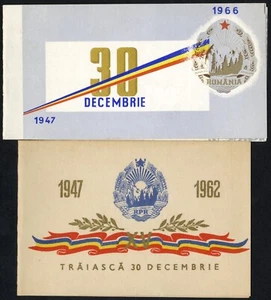 1966
30
DECEMBRIE
ROMÂNIA
1947
1947 1962
RPR
TRĂIASCĂ 30 DECEMBRIE